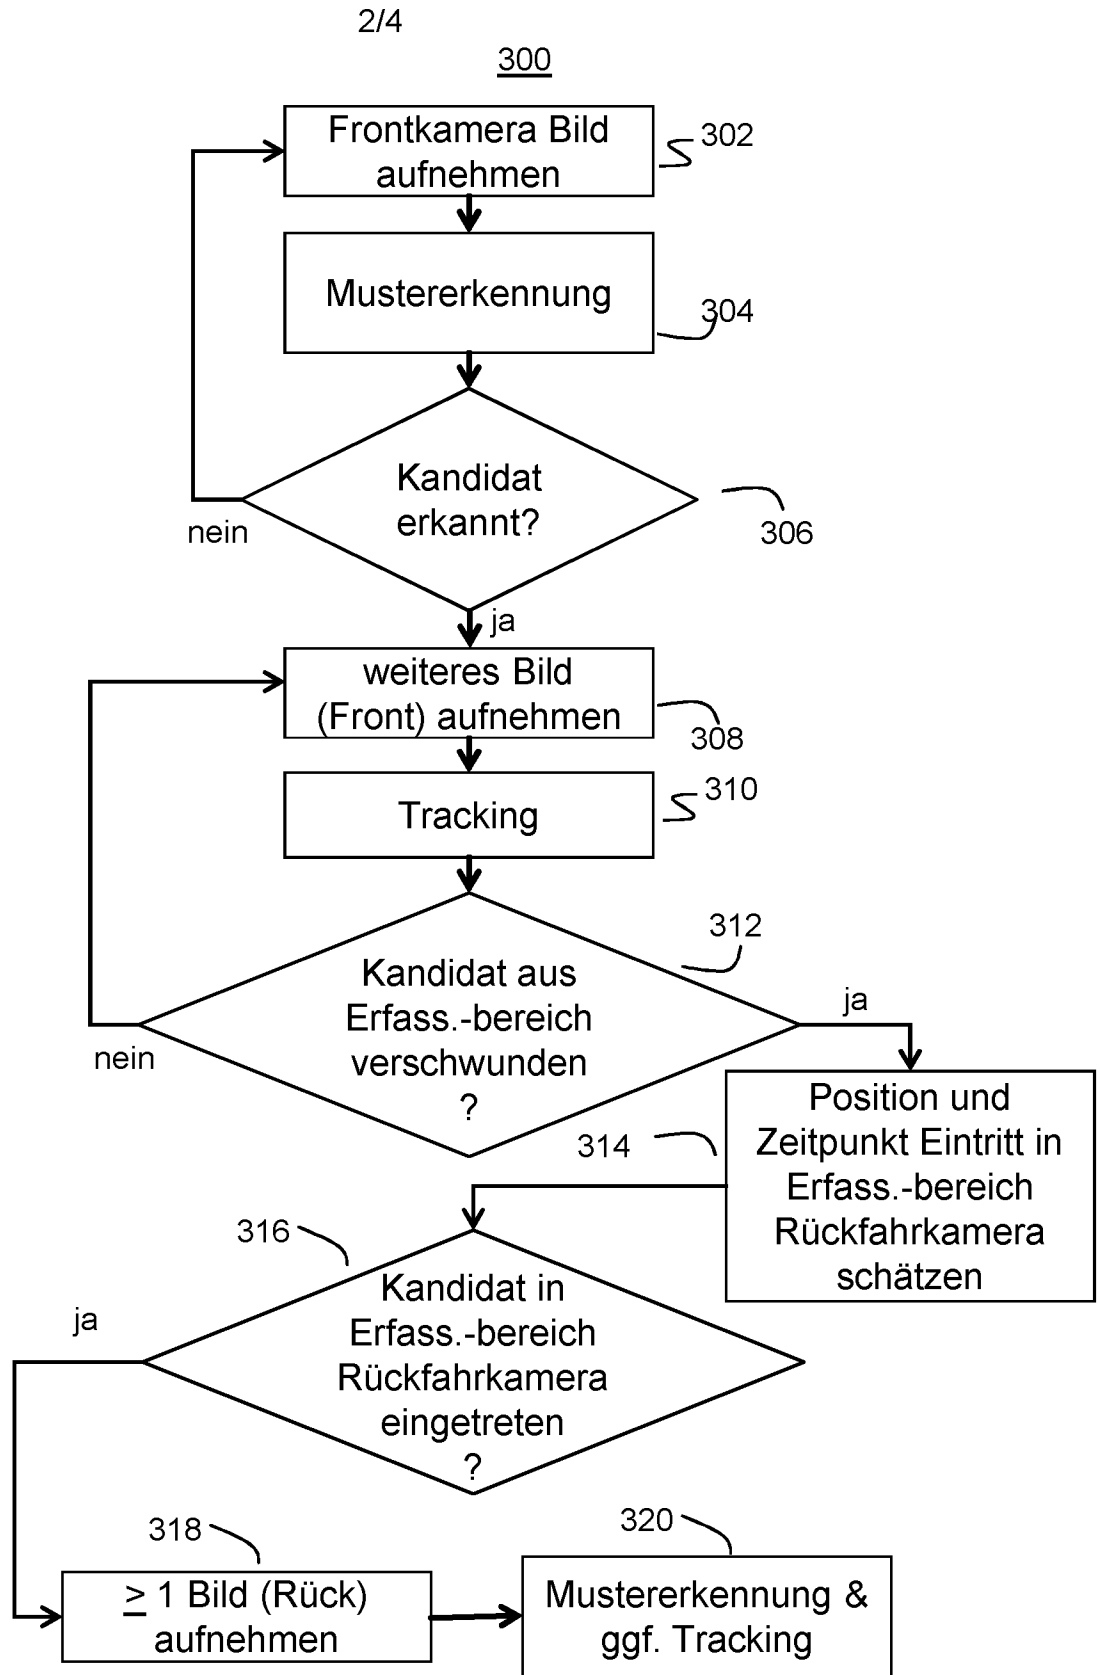 2/4
300
Frontkamera Bild
aufnehmen
302
Mustererkennung
304
Kandidat
erkannt?
nein
306
ja
weiteres Bild
(Front) aufnehmen
308
Tracking
310
312
Kandidat aus
Erfass.-bereich
verschwunden
?
nein
ja
314
Position und
Zeitpunkt Eintritt in
Erfass.-bereich
Rückfahrkamera
schätzen
316
Kandidat in
Erfass.-bereich
Rückfahrkamera
eingetreten
?
ja
318
≥ 1 Bild (Rück)
aufnehmen
320
Mustererkennung &
ggf. Tracking